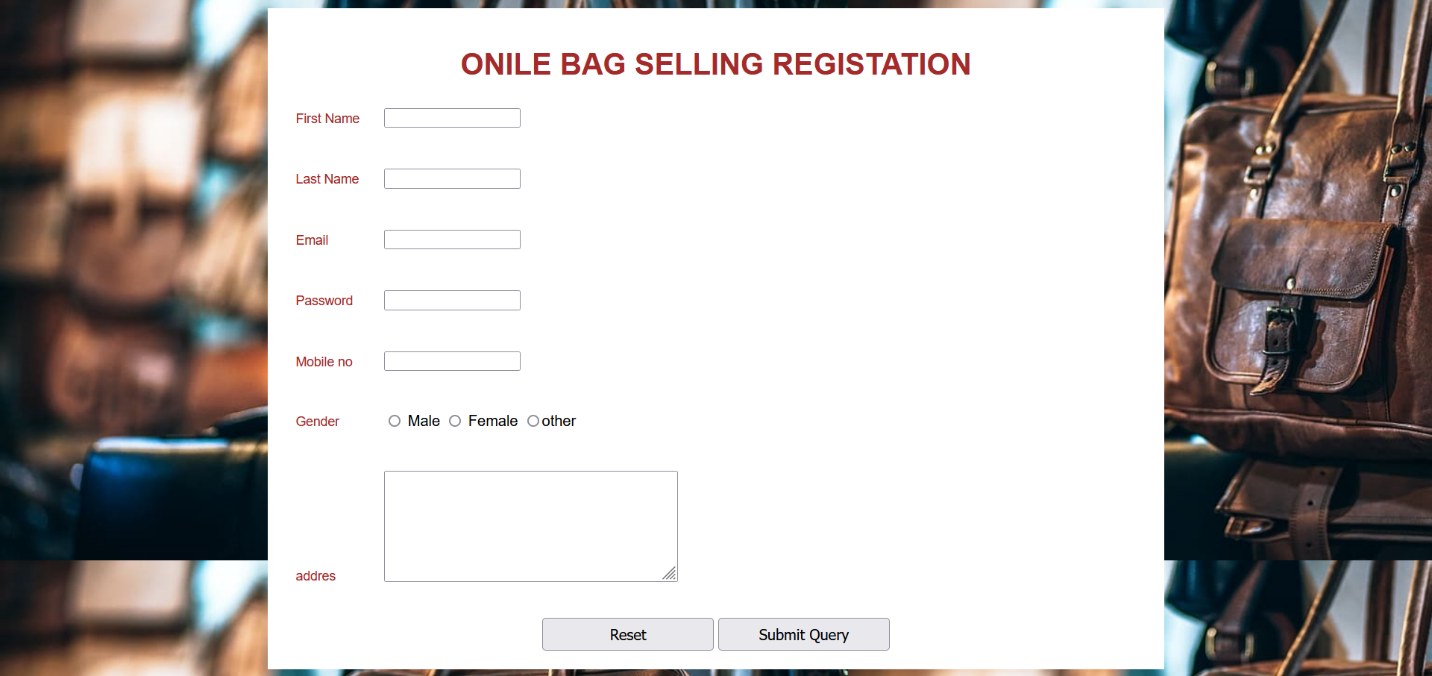 ONILE BAG SELLING REGISTATION
First Name
Last Name
Email
Password
Mobile no
Gender Male Female other
addres
Reset Submit Query